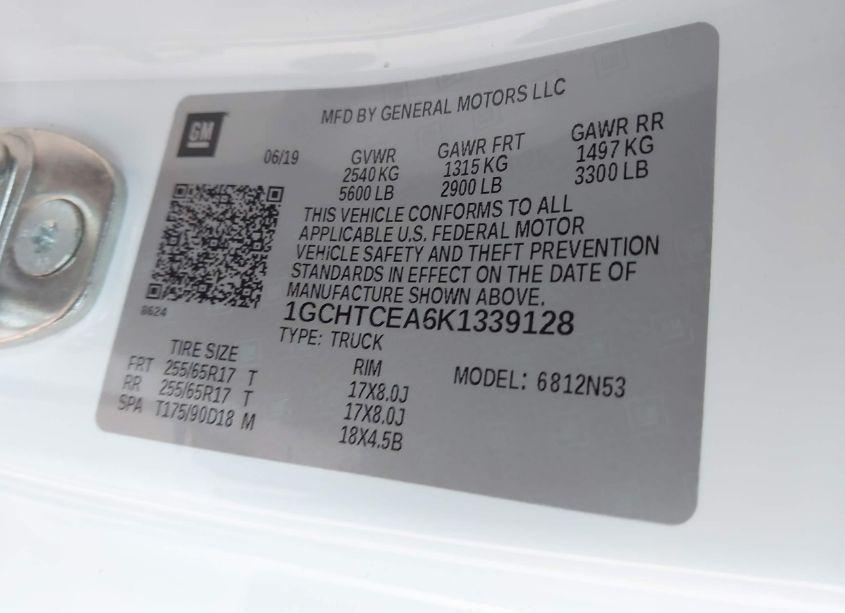 GM
MFD BY GENERAL MOTORS LLC
06/19 GVWR GAWR FRT GAWR RR
2540 KG 1315 KG 1497 KG
5600 LB 2900 LB 3300 LB
THIS VEHICLE CONFORMS TO ALL
APPLICABLE U.S. FEDERAL MOTOR
VEHICLE SAFETY AND THEFT PREVENTION
STANDARDS IN EFFECT ON THE DATE OF
MANUFACTURE SHOWN ABOVE.
8624
1GCHTCEA6K1339128
TYPE: TRUCK
TIRE SIZE RIM MODEL: 6812N53
FRT 255/65R17 T 17X8.0J
RR 255/65R17 T 17X8.0J
SPA T175/90D18 M 18X4.5B